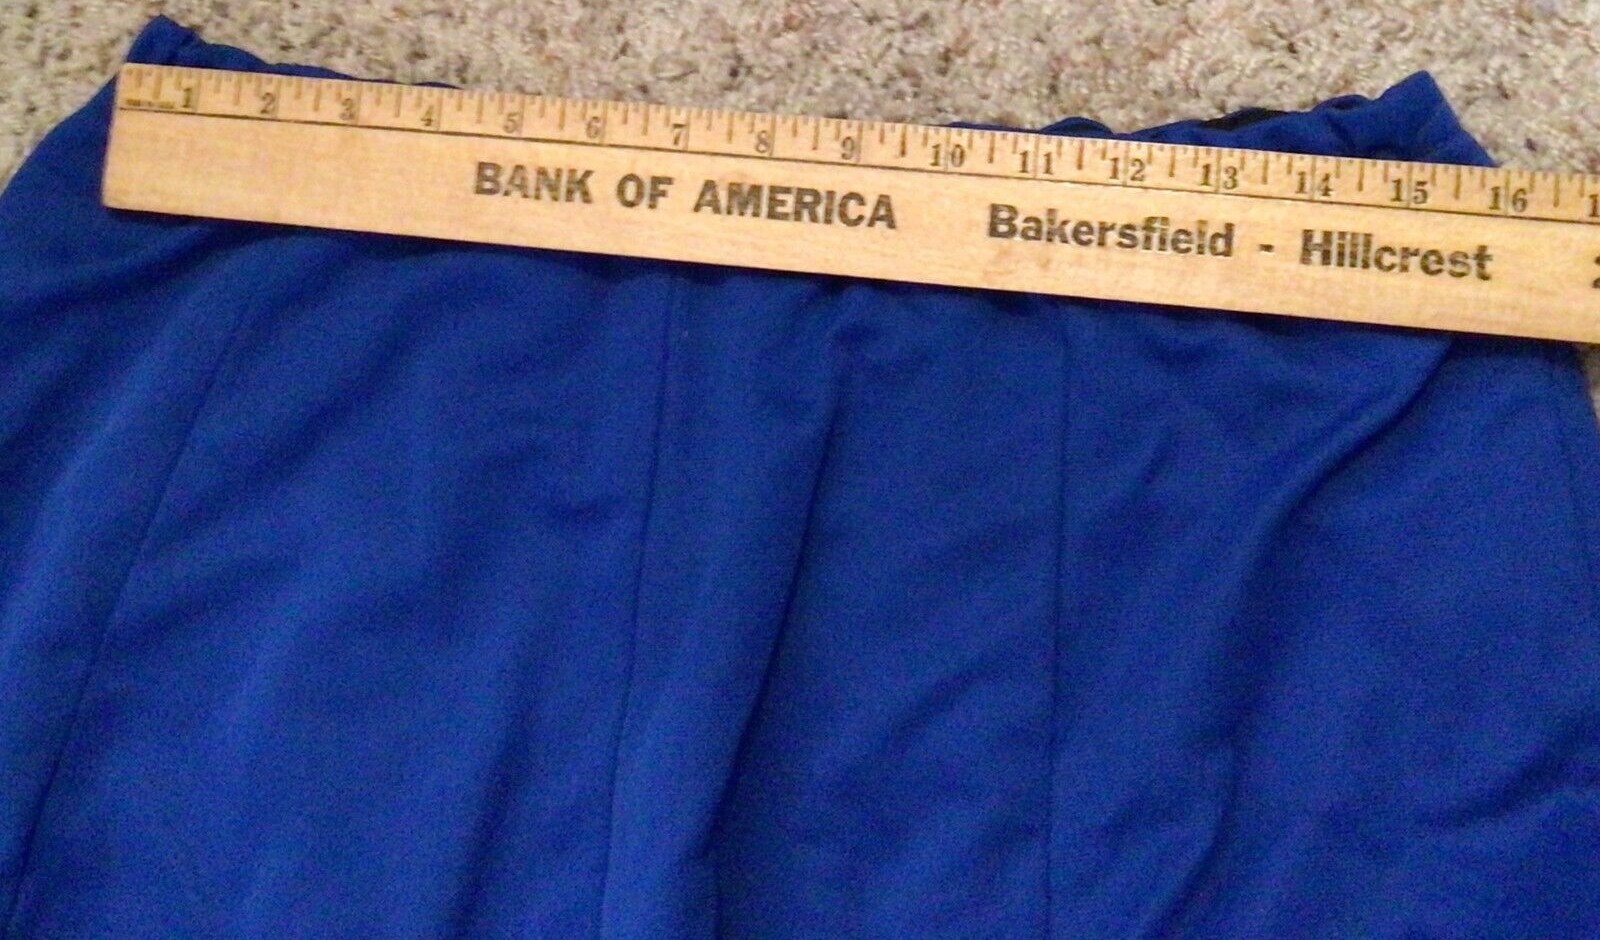 1 2 3 4 5 6 7 8 9 10 11 12 13 14 15 16
BANK OF AMERICA Bakersfield - Hillcrest